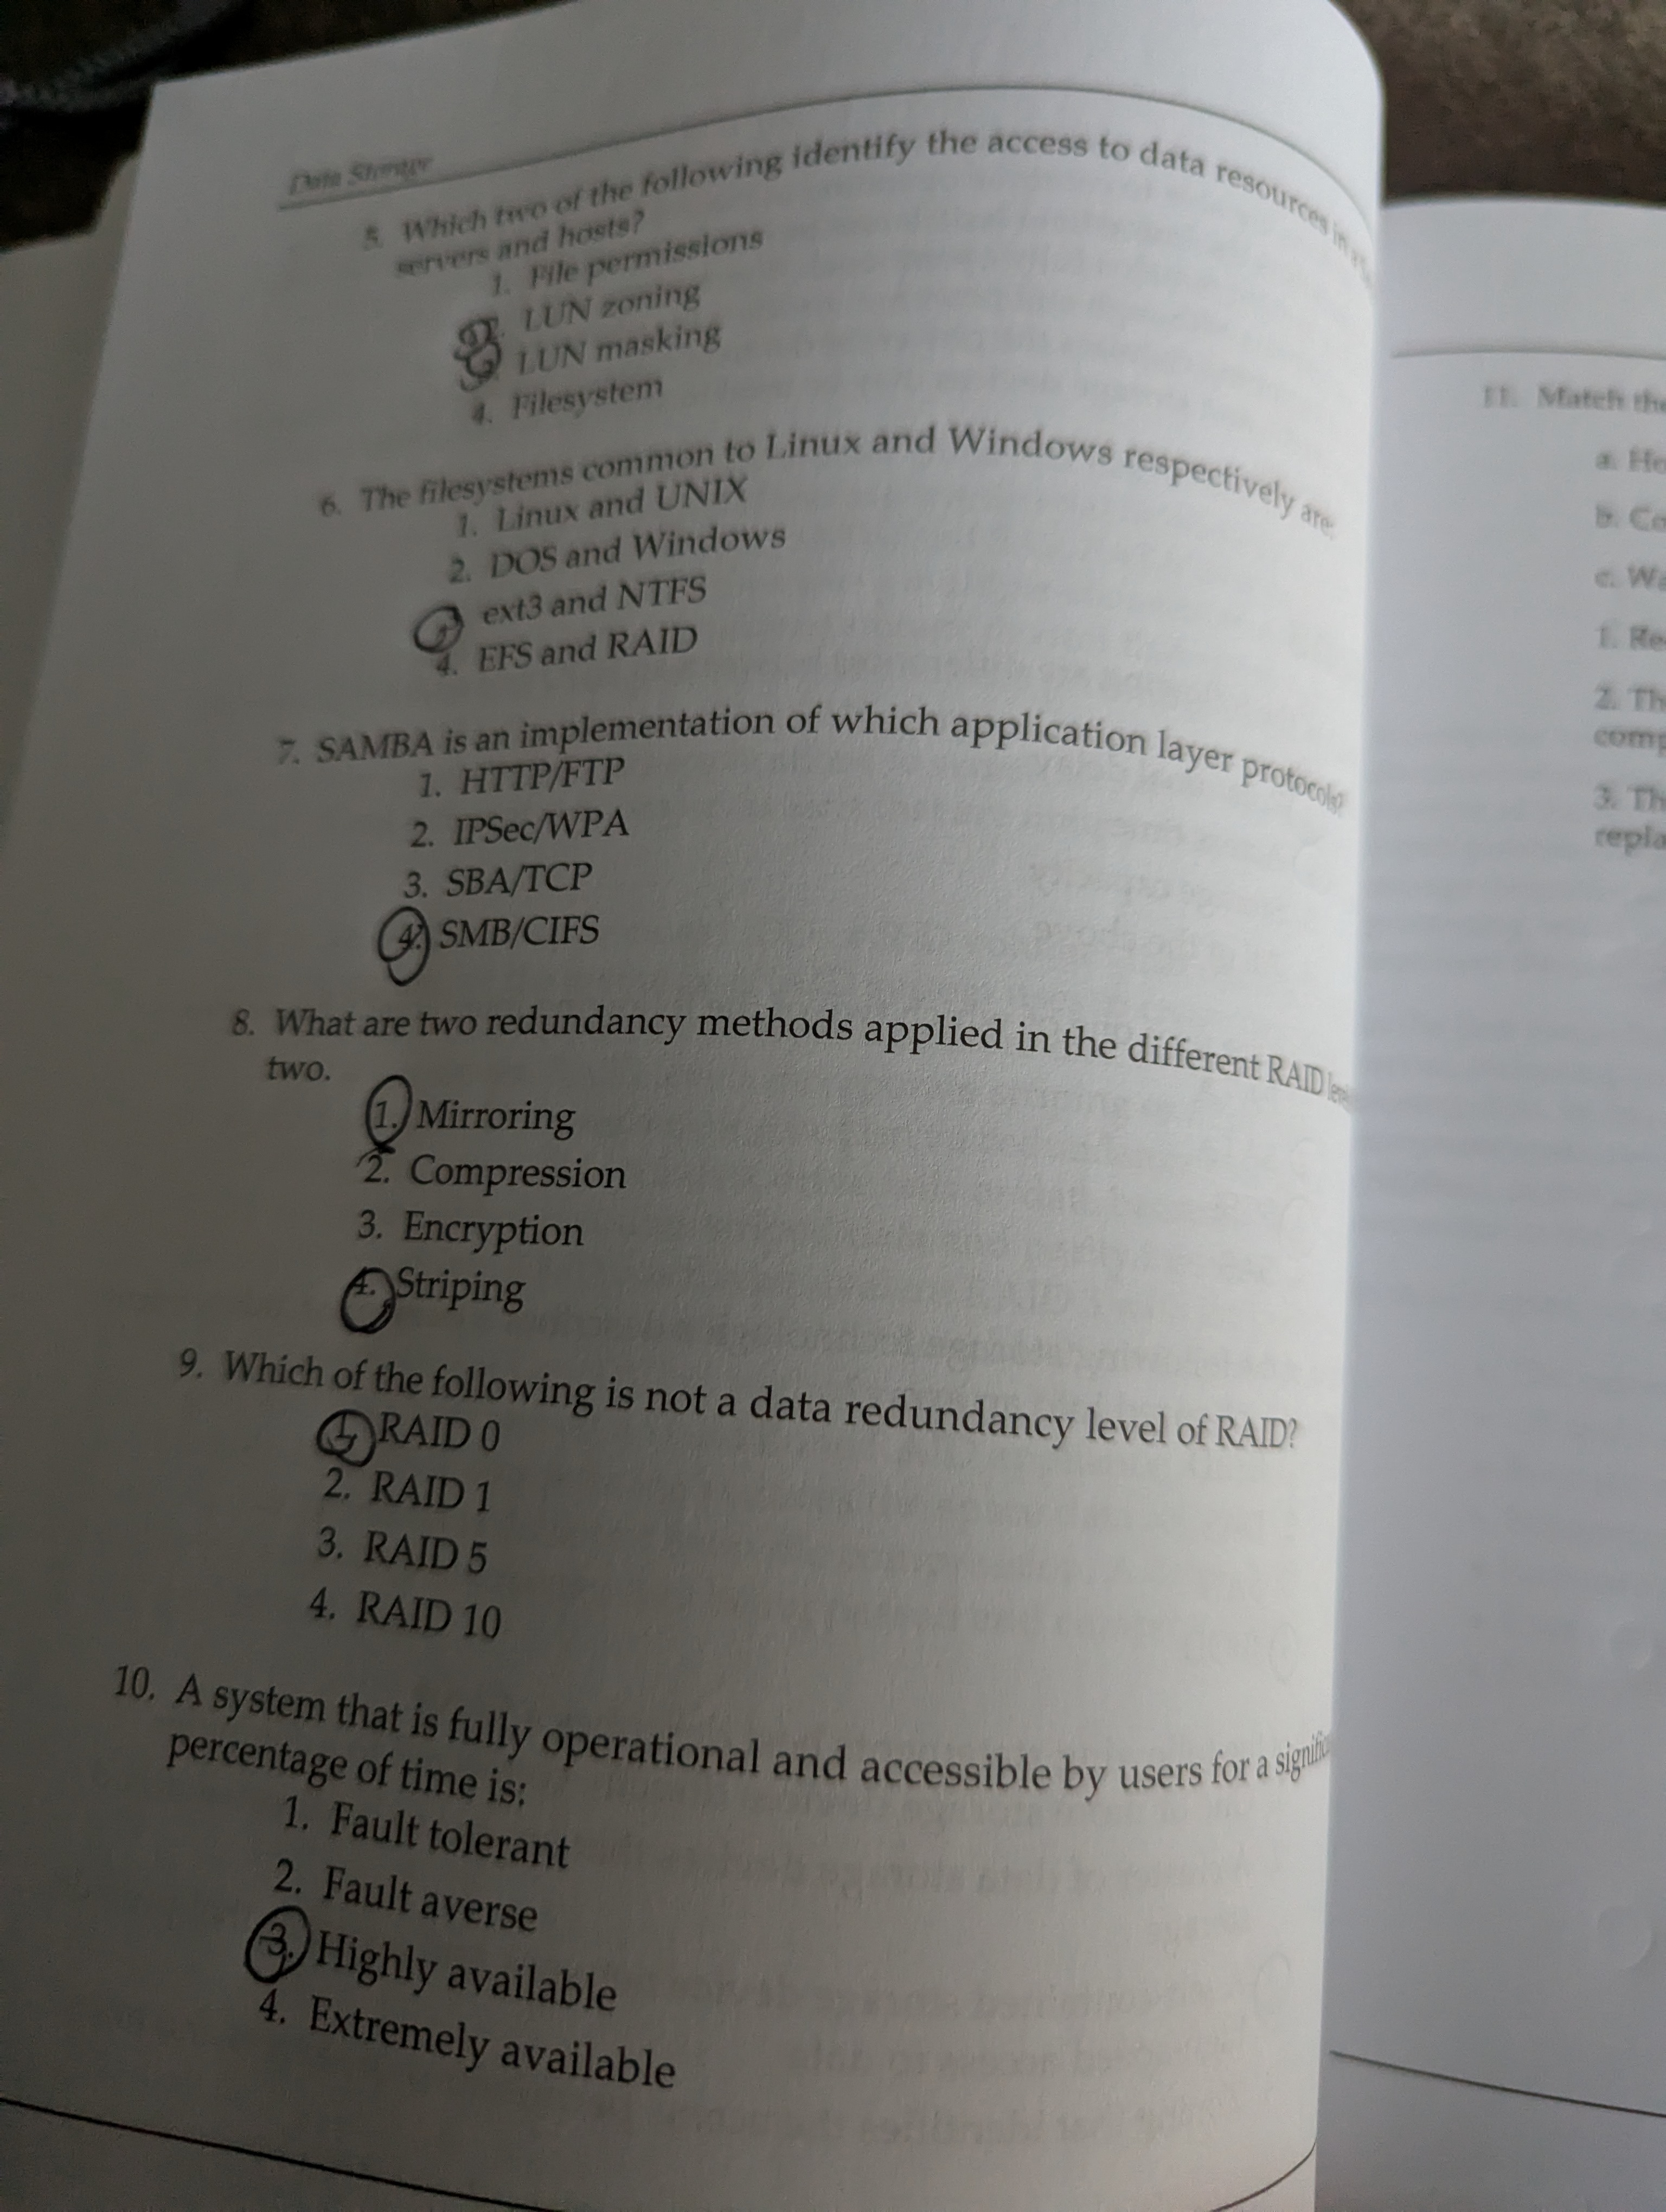 Data Storage
5. Which two of the following identify the access to data resources in
servers and hosts?
1. File permissions
2. LUN zoning
3. LUN masking
4. Filesystem
6. The filesystems common to Linux and Windows respectively are:
1. Linux and UNIX
2. DOS and Windows
3. ext3 and NTFS
4. EFS and RAID
7. SAMBA is an implementation of which application layer protocols?
1. HTTP/FTP
2. IPSec/WPA
3. SBA/TCP
4. SMB/CIFS
8. What are two redundancy methods applied in the different RAID
two.
1. Mirroring
2. Compression
3. Encryption
4. Striping
9. Which of the following is not a data redundancy level of RAID?
1. RAID 0
2. RAID 1
3. RAID 5
4. RAID 10
10. A system that is fully operational and accessible by users for a
percentage of time is:
1. Fault tolerant
2. Fault averse
3. Highly available
4. Extremely available
11. Match the
a. Ho
b. Co
c. Wa
1. Re
2. Th
comp
3. Th
repla